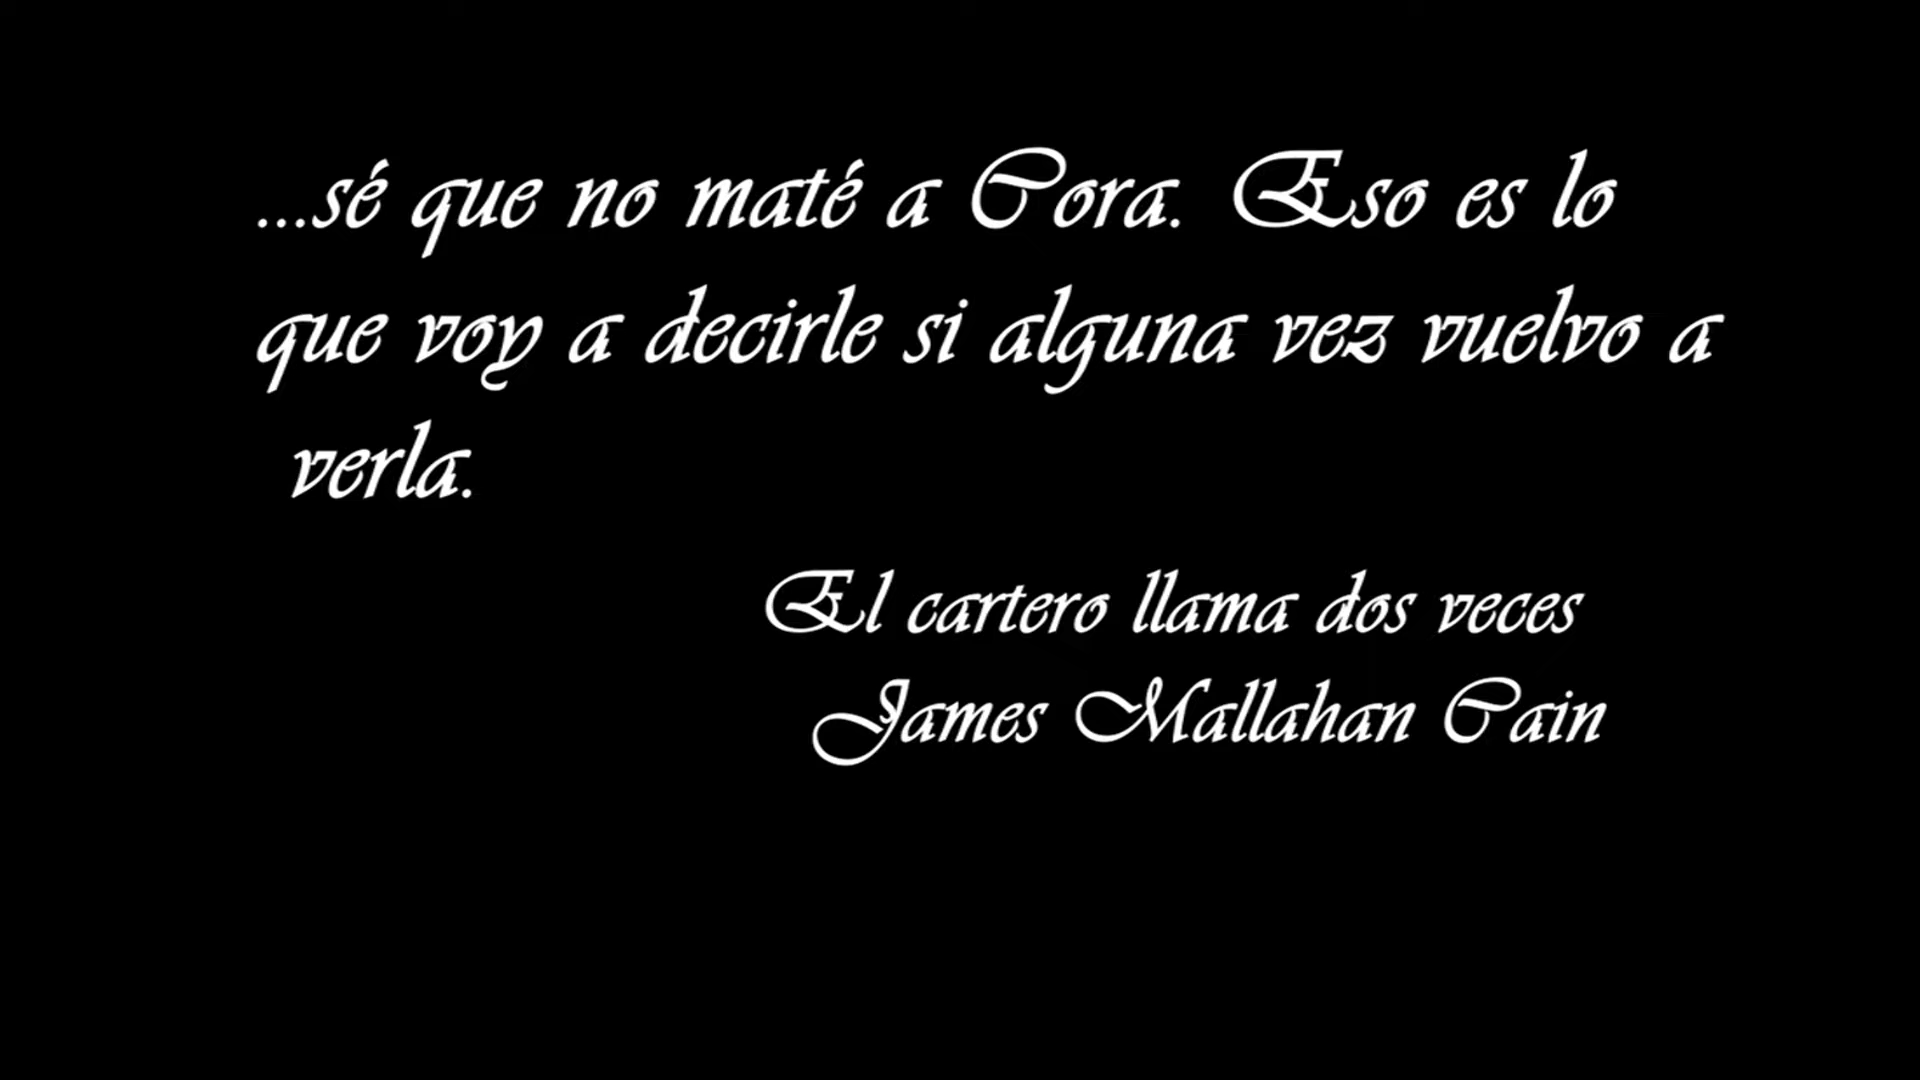 ...sé que no maté a Cora. Eso es lo
que voy a decirle si alguna vez vuelvo a
verla.
El cartero llama dos veces
James Mallahan Cain